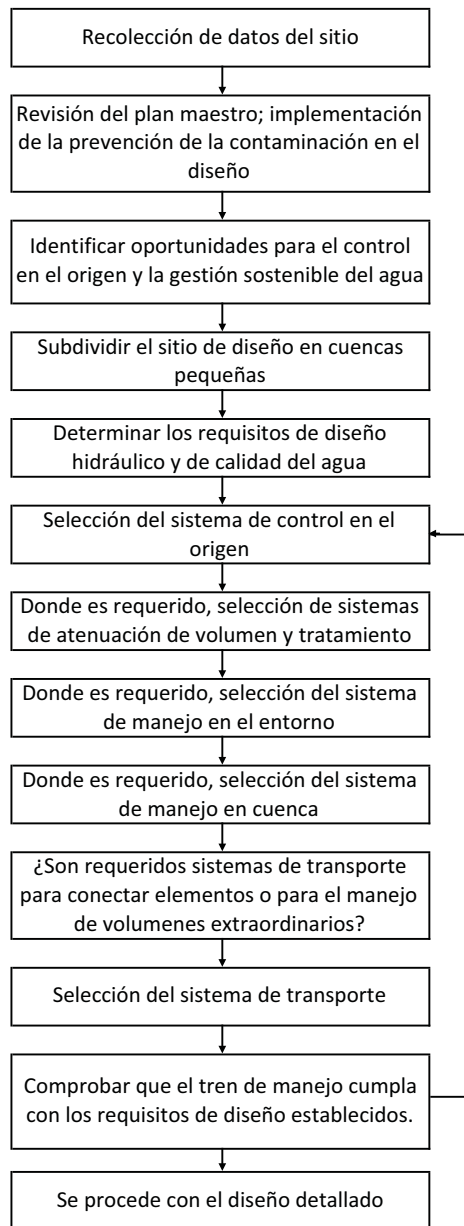 Recolección de datos del sitio
Revisión del plan maestro; implementación
de la prevención de la contaminación en el
diseño
Identificar oportunidades para el control
en el origen y la gestión sostenible del agua
Subdividir el sitio de diseño en cuencas
pequeñas
Determinar los requisitos de diseño
hidráulico y de calidad del agua
Selección del sistema de control en el
origen
Donde es requerido, selección de sistemas
de atenuación de volumen y tratamiento
Donde es requerido, selección del sistema
de manejo en el entorno
Donde es requerido, selección del sistema
de manejo en cuenca
¿Son requeridos sistemas de transporte
para conectar elementos o para el manejo
de volumenes extraordinarios?
Selección del sistema de transporte
Comprobar que el tren de manejo cumpla
con los requisitos de diseño establecidos.
Se procede con el diseño detallado